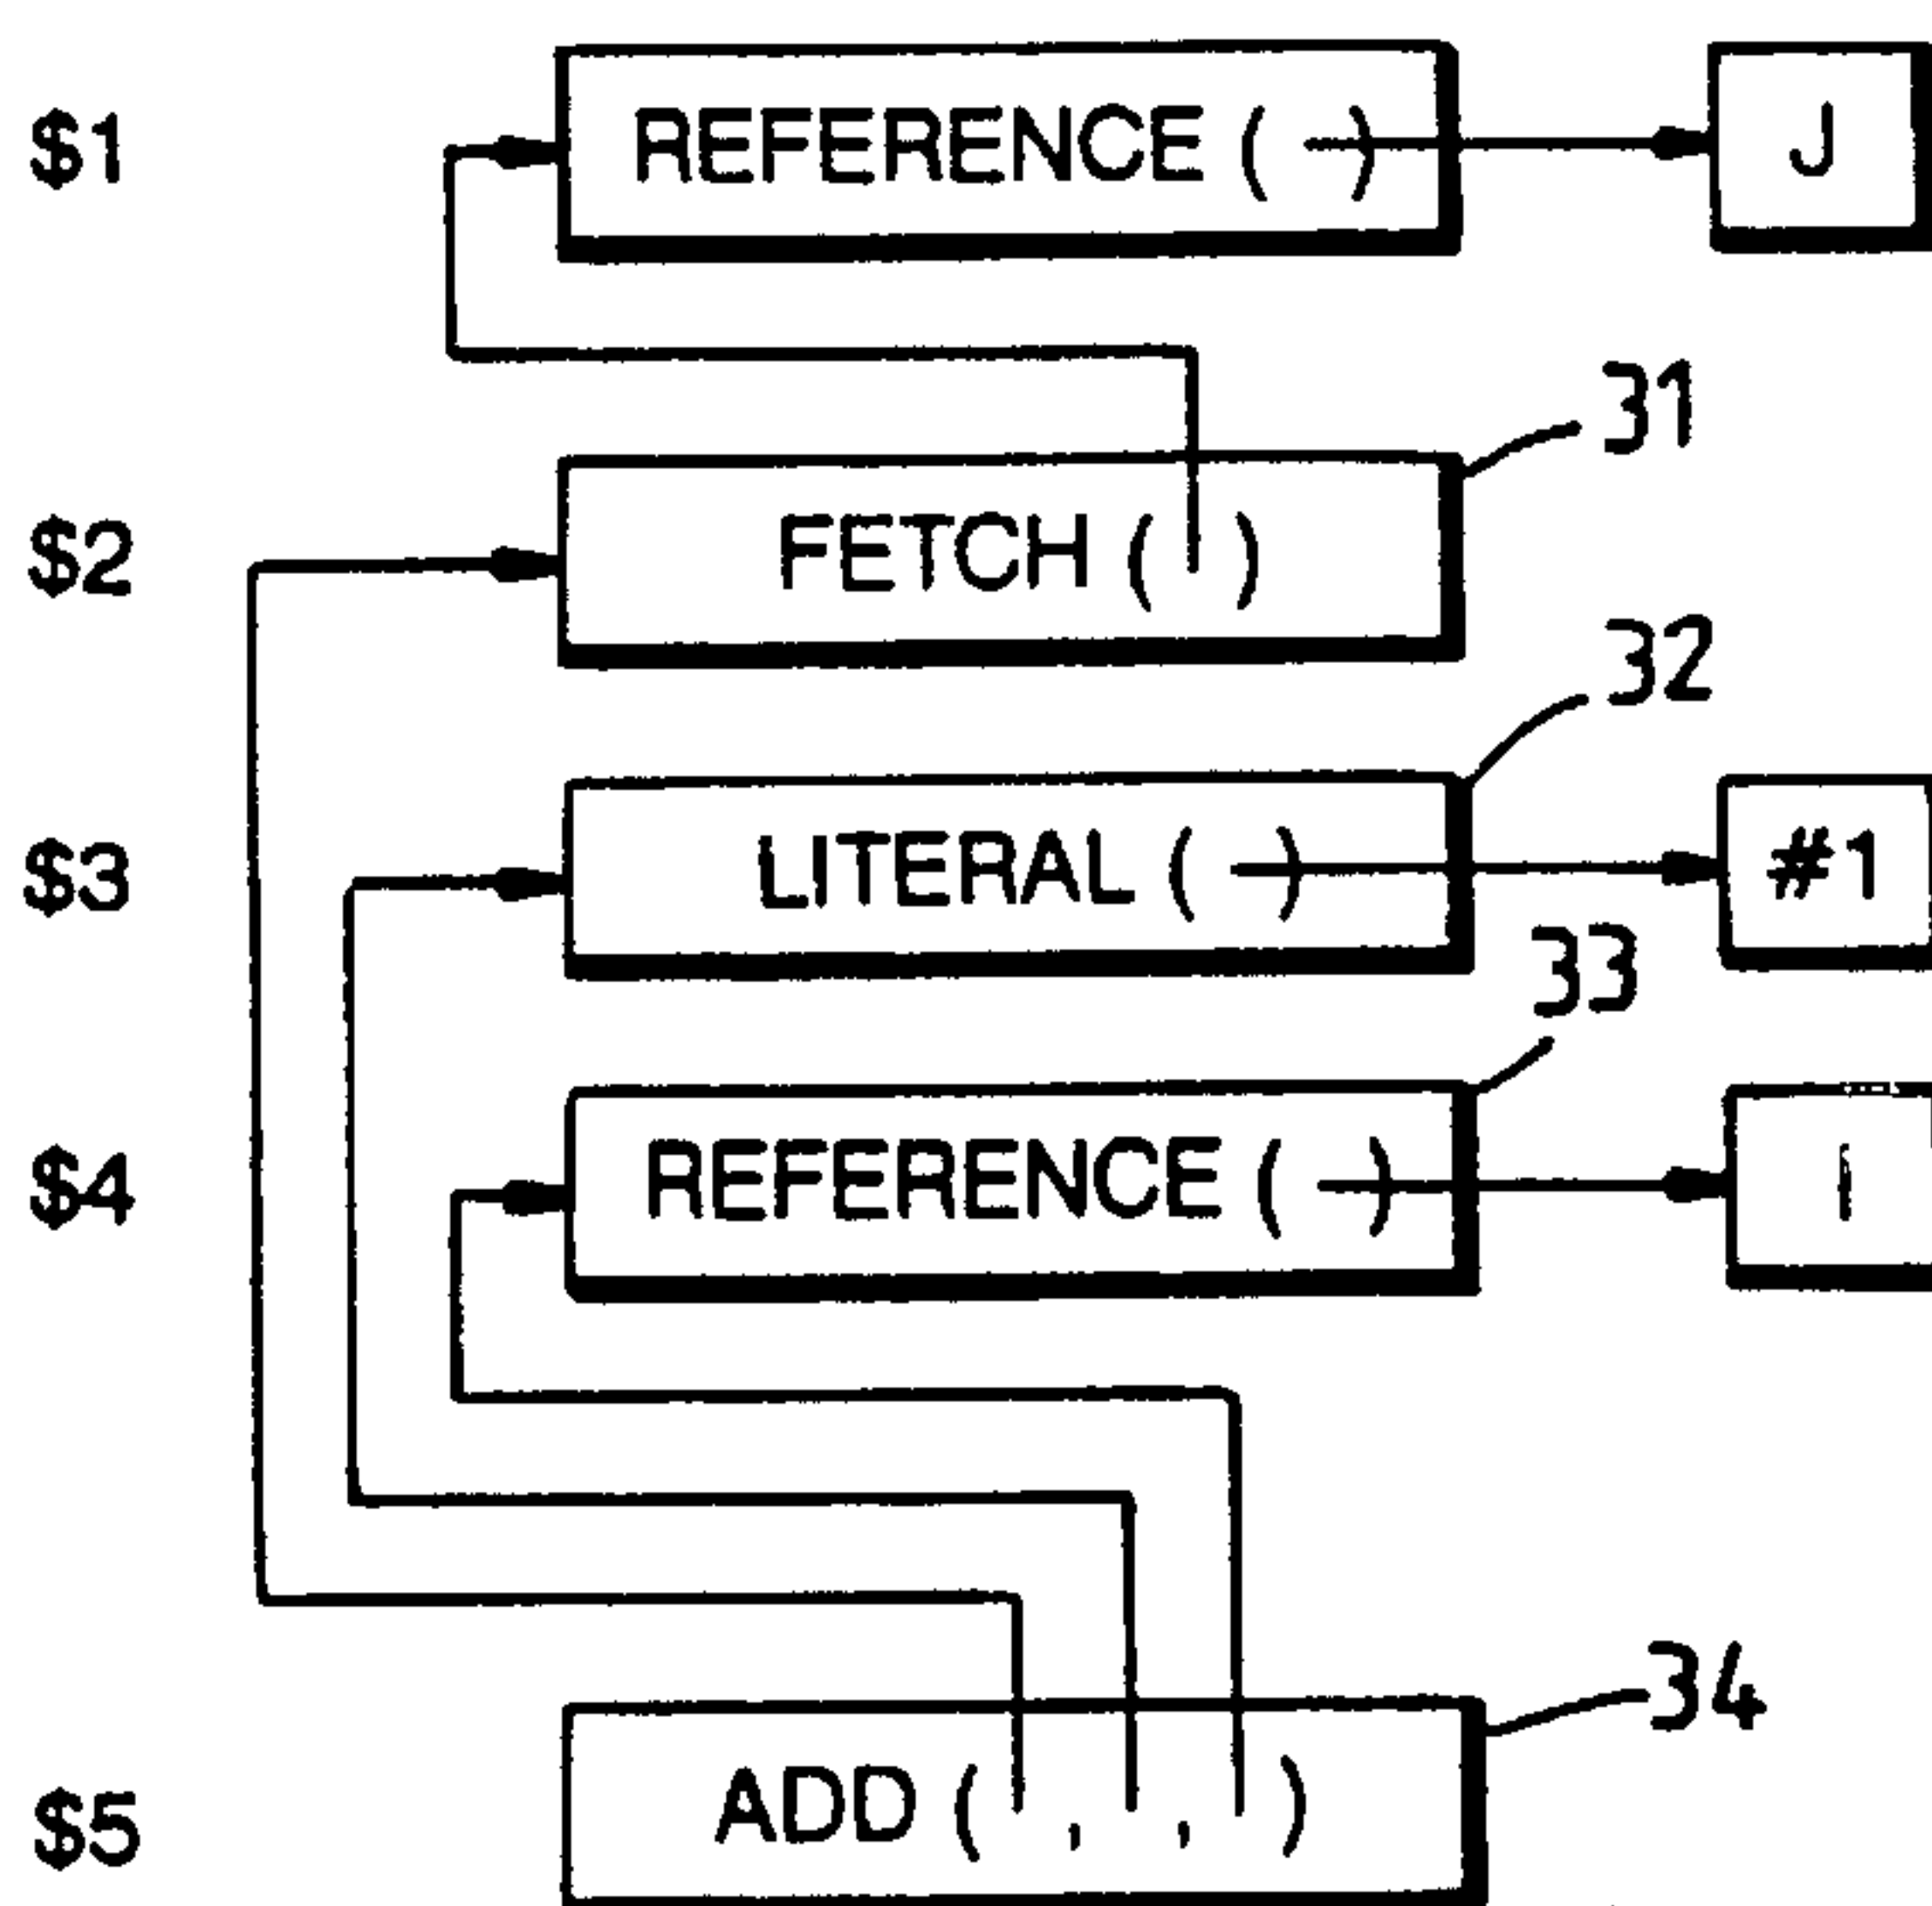 $1 REFERENCE ( ) J
31
$2 FETCH ( )
32
$3 LITERAL ( ) #1
33
$4 REFERENCE ( ) I
34
$5 ADD ( , , )